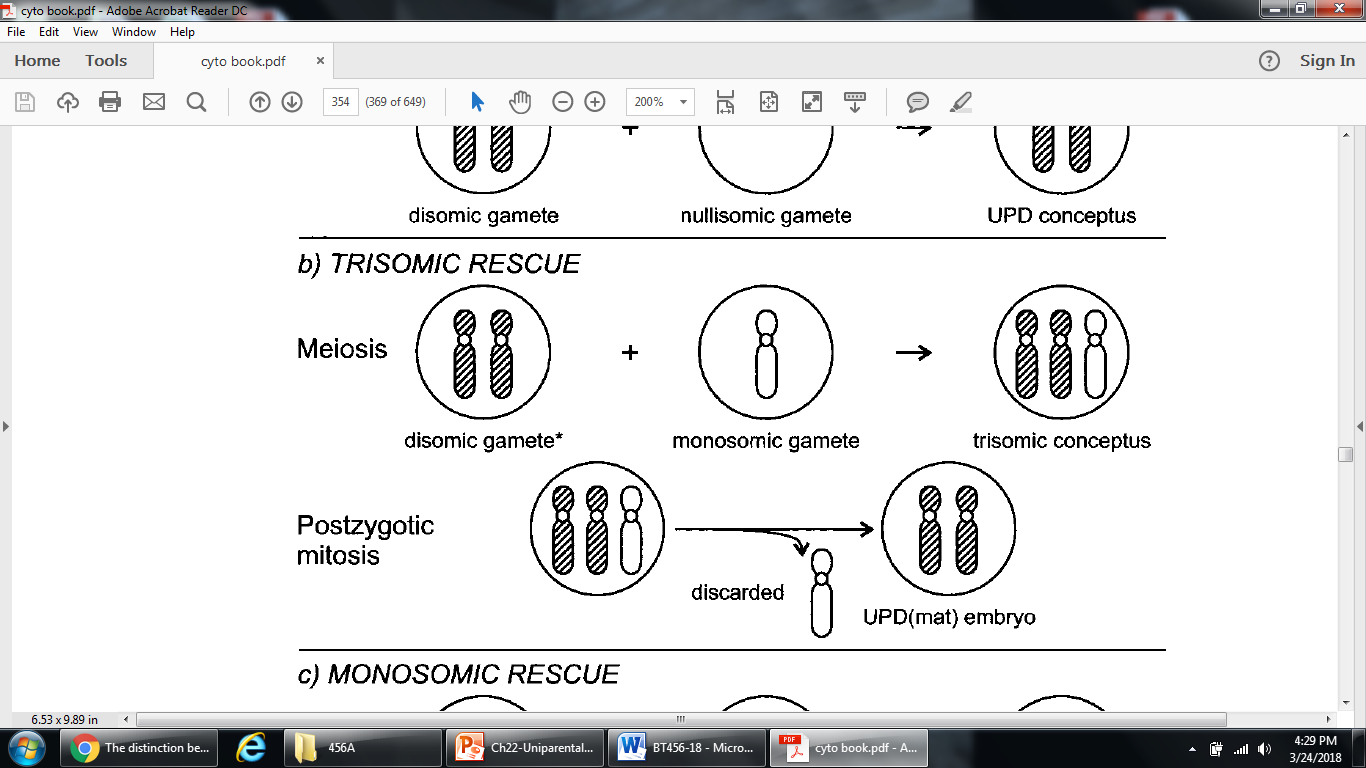 cyto book.pdf - Adobe Acrobat Reader DC
File Edit View Window Help
Home Tools cyto book.pdf × ? Sign In
354 (369 of 649) 200%
+
disomic gamete nullisomic gamete UPD conceptus
b) TRISOMIC RESCUE
Meiosis + →
disomic gamete* monosomic gamete trisomic conceptus
Postzygotic
mitosis
discarded
UPD(mat) embryo
c) MONOSOMIC RESCUE
6.53 x 9.89 in
The distinction be... 456A Ch22-Uniparental... BT456-18 - Micro... cyto book.pdf - A...
4:29 PM
3/24/2018